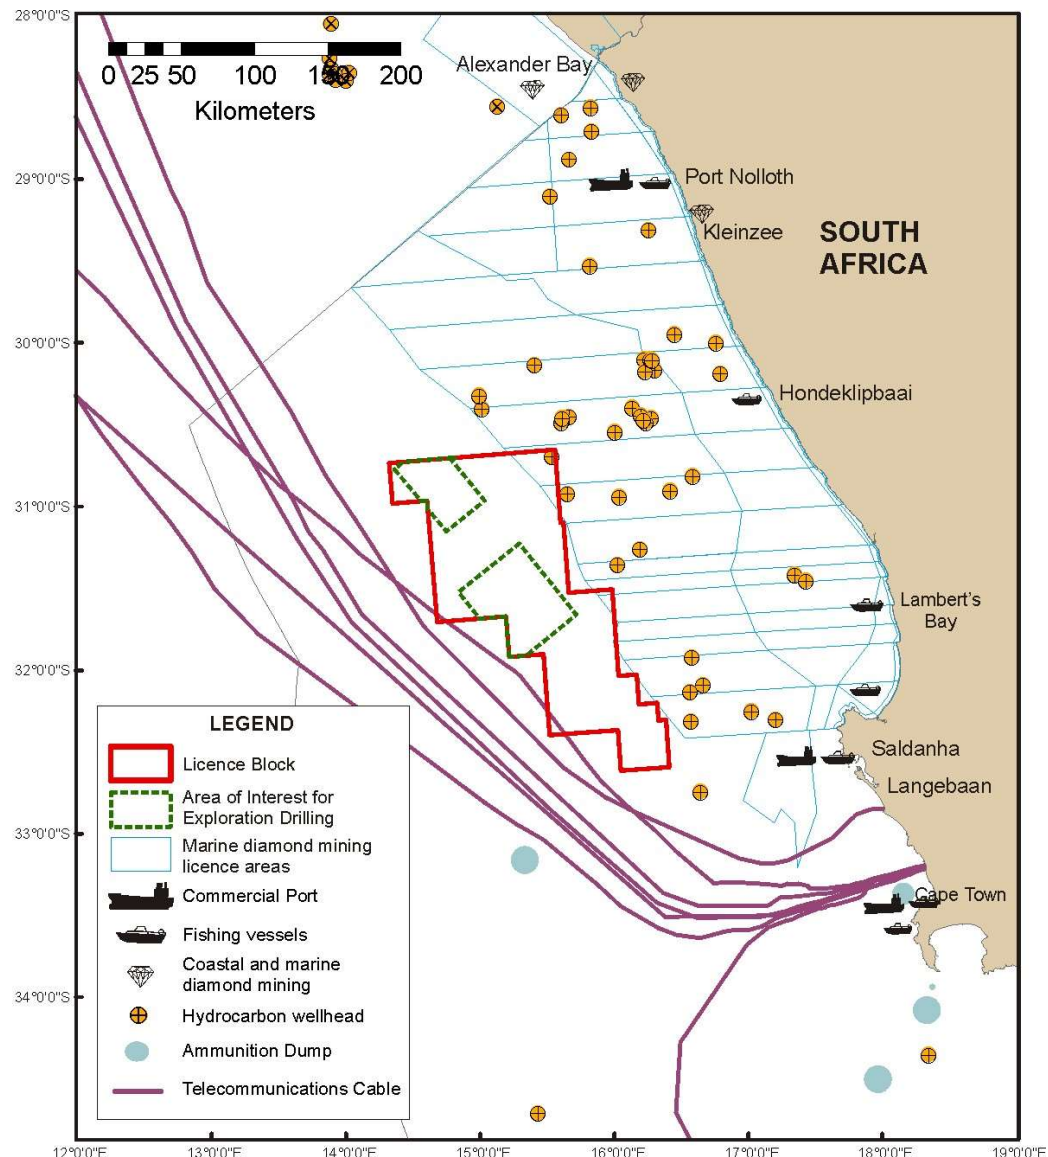 28°0'0"S
0 25 50 100 150 200
Kilometers
Alexander Bay
29°0'0"S
Port Nolloth
Kleinzee
SOUTH
AFRICA
30°0'0"S
Hondeklipbaai
31°0'0"S
Lambert's
Bay
32°0'0"S
Saldanha
Langebaan
33°0'0"S
Cape Town
34°0'0"S
LEGEND
Licence Block
Area of Interest for
Exploration Drilling
Marine diamond mining
licence areas
Commercial Port
Fishing vessels
Coastal and marine
diamond mining
Hydrocarbon wellhead
Ammunition Dump
Telecommunications Cable
12°0'0"E 13°0'0"E 14°0'0"E 15°0'0"E 16°0'0"E 17°0'0"E 18°0'0"E 19°0'0"E